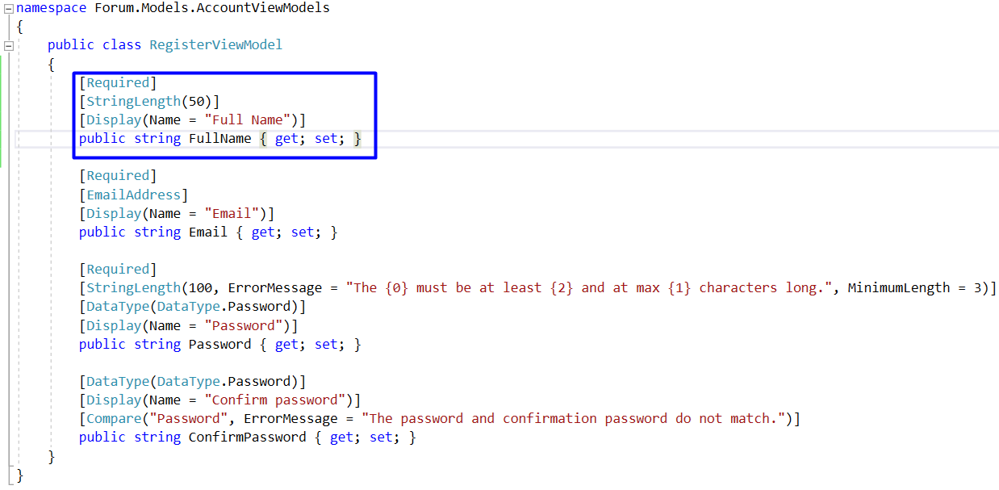 namespace Forum.Models.AccountViewModels
{
public class RegisterViewModel
{
[Required]
[StringLength(50)]
[Display(Name = "Full Name")]
public string FullName { get; set; }
[Required]
[EmailAddress]
[Display(Name = "Email")]
public string Email { get; set; }
[Required]
[StringLength(100, ErrorMessage = "The {0} must be at least {2} and at max {1} characters long.", MinimumLength = 3)]
[DataType(DataType.Password)]
[Display(Name = "Password")]
public string Password { get; set; }
[DataType(DataType.Password)]
[Display(Name = "Confirm password")]
[Compare("Password", ErrorMessage = "The password and confirmation password do not match.")]
public string ConfirmPassword { get; set; }
}
}